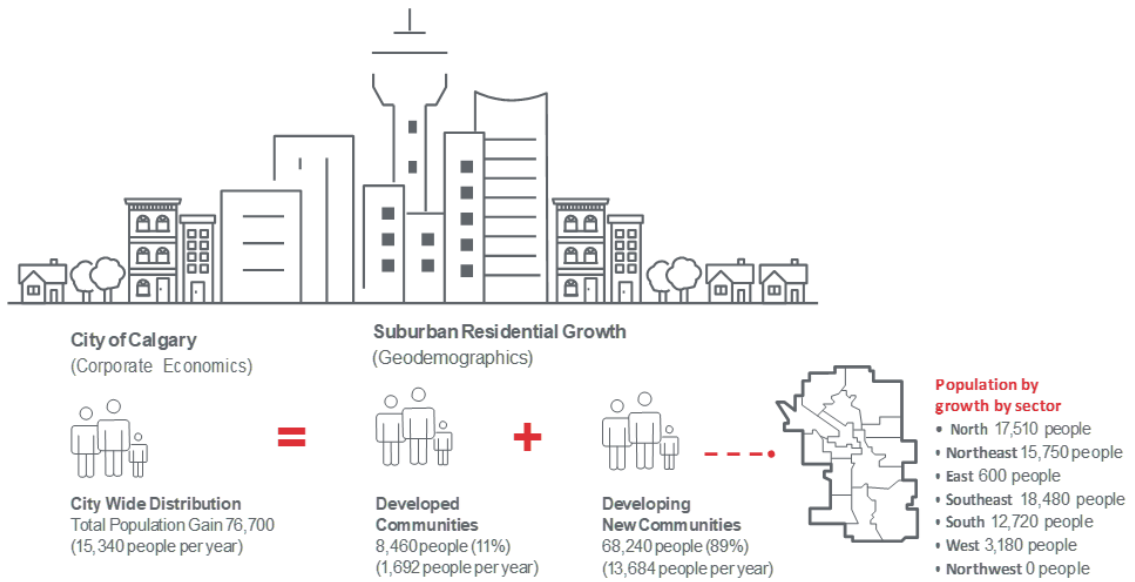 City of Calgary
(Corporate Economics)
Suburban Residential Growth
(Geodemographics)
=
+
City Wide Distribution
Total Population Gain 76,700
(15,340 people per year)
Developed
Communities
8,460 people (11%)
(1,692 people per year)
Developing
New Communities
68,240 people (89%)
(13,684 people per year)
Population by
growth by sector
• North 17,510 people
• Northeast 15,750 people
• East 600 people
• Southeast 18,480 people
• South 12,720 people
• West 3,180 people
• Northwest 0 people